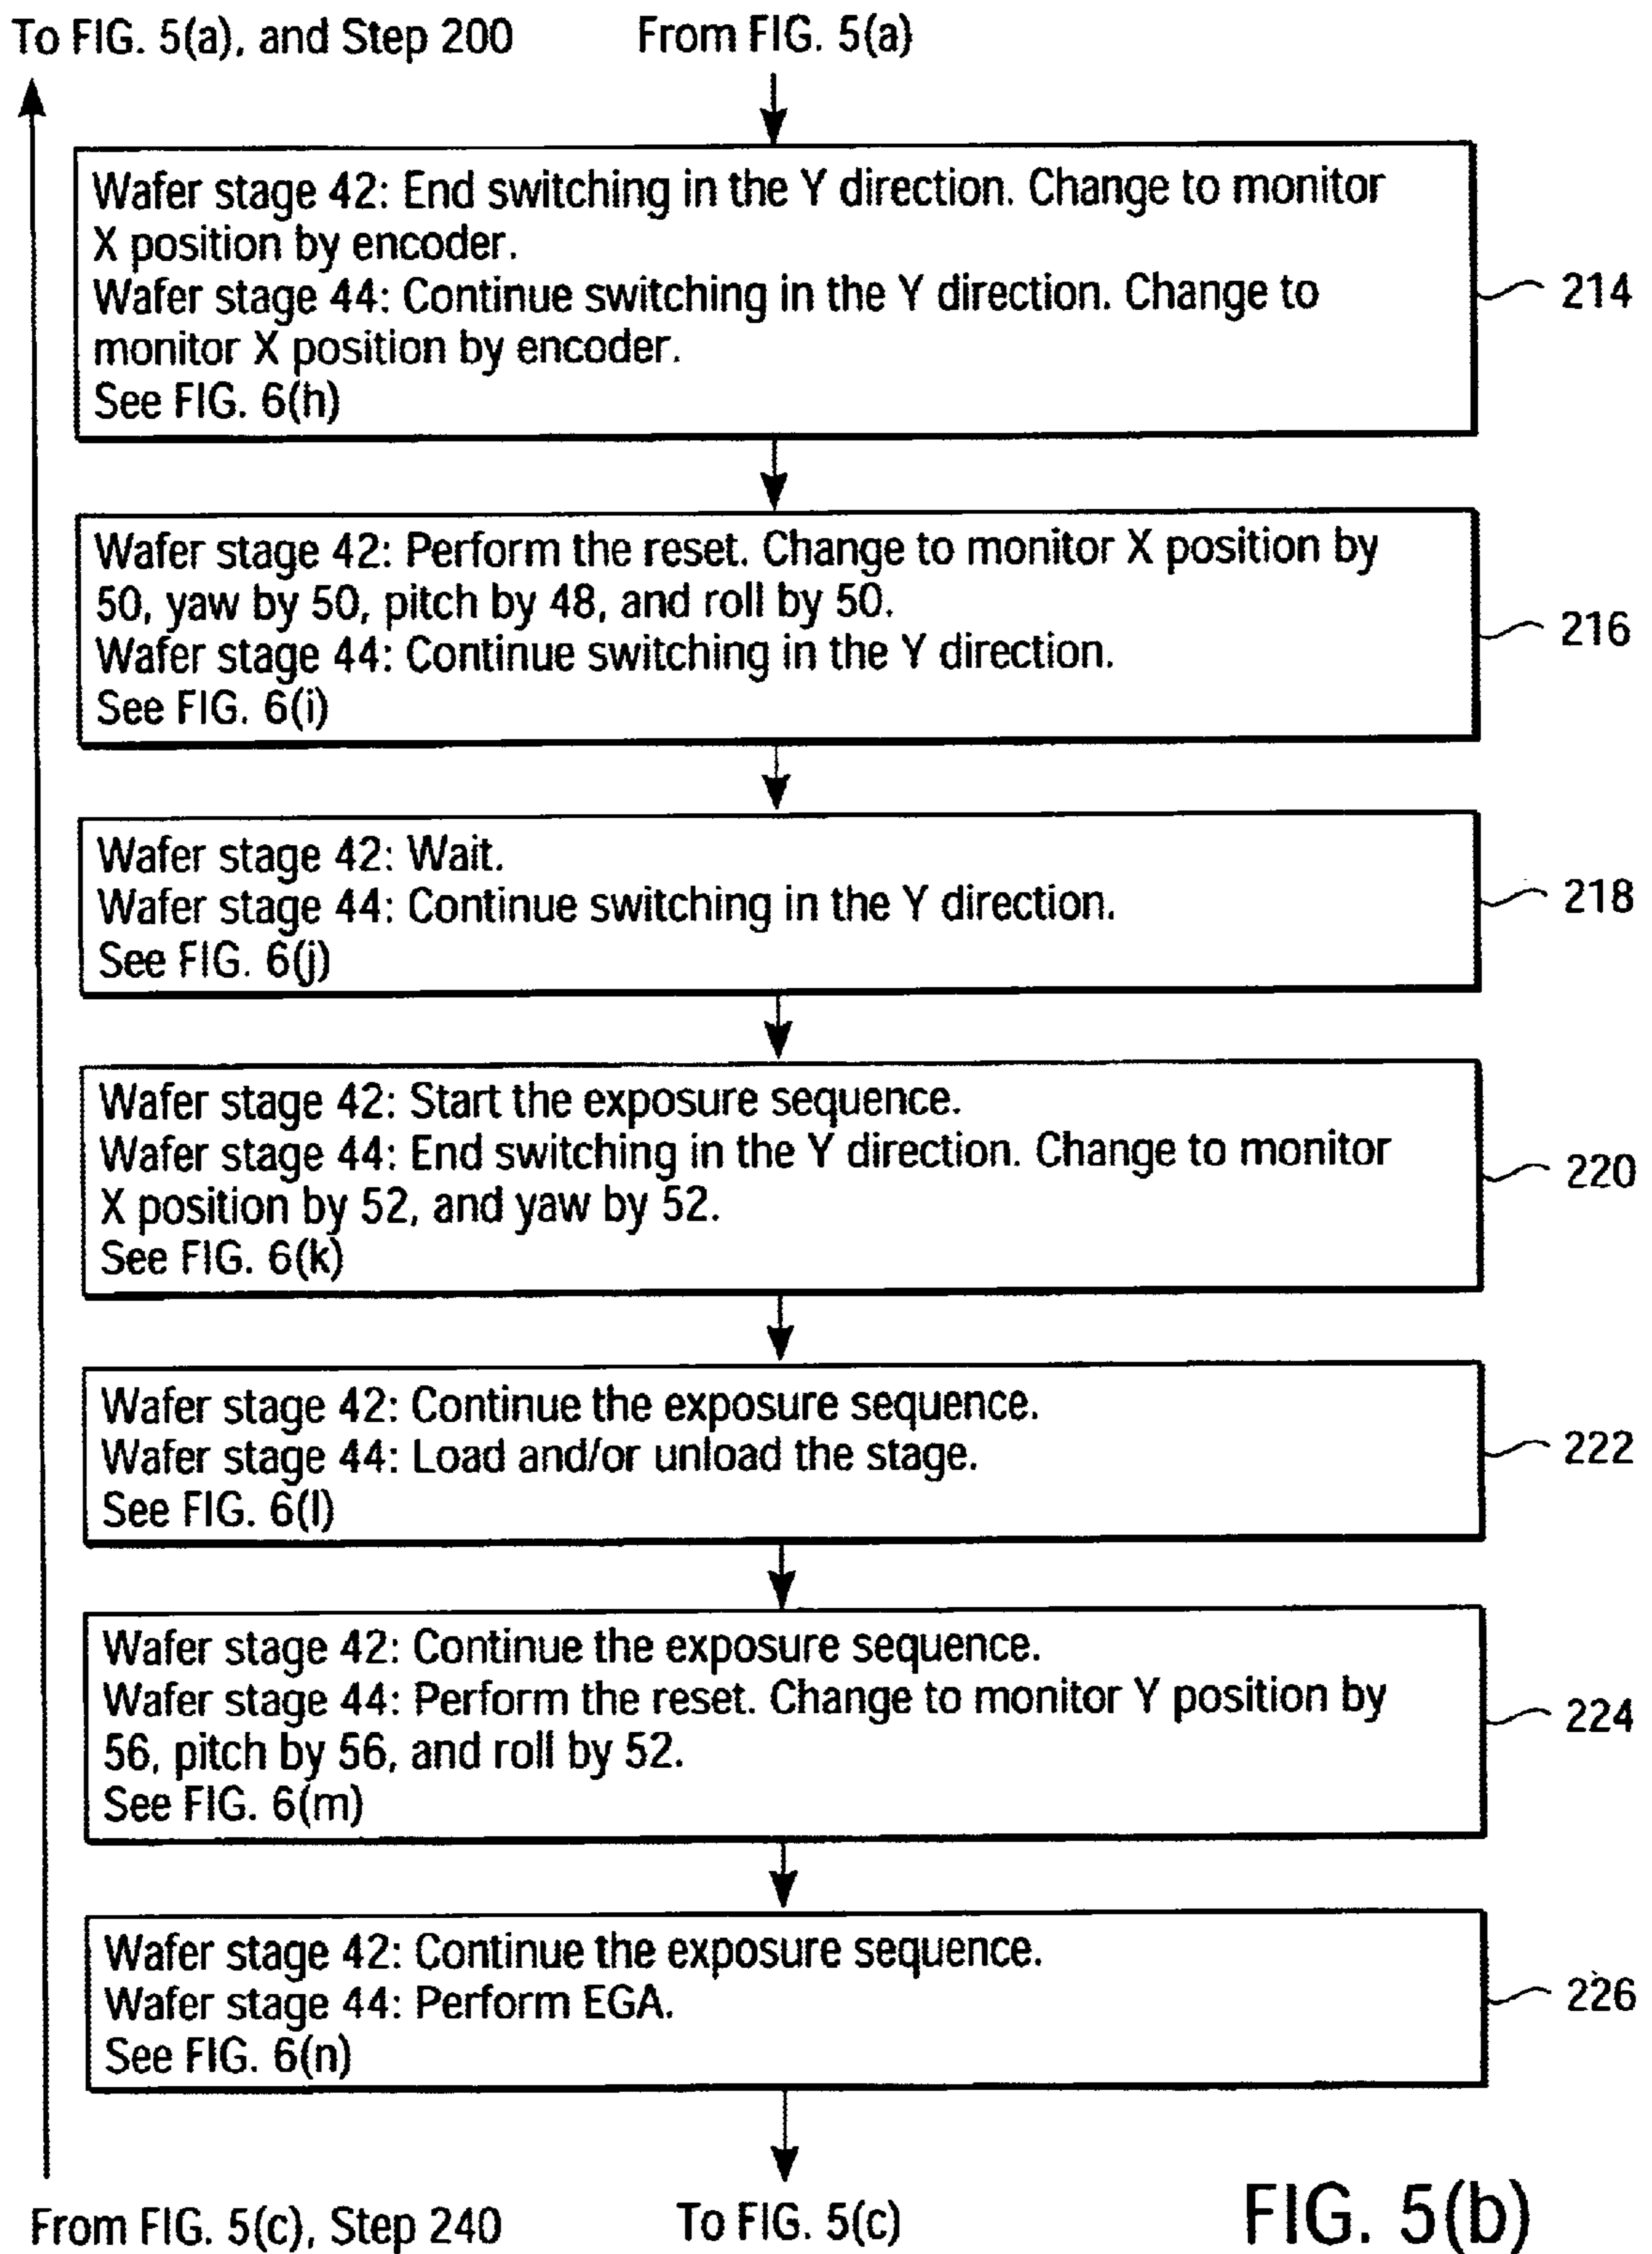 To FIG. 5(a), and Step 200
From FIG. 5(a)
Wafer stage 42: End switching in the Y direction. Change to monitor
X position by encoder.
Wafer stage 44: Continue switching in the Y direction. Change to
monitor X position by encoder.
See FIG. 6(h)
214
Wafer stage 42: Perform the reset. Change to monitor X position by
50, yaw by 50, pitch by 48, and roll by 50.
Wafer stage 44: Continue switching in the Y direction.
See FIG. 6(i)
216
Wafer stage 42: Wait.
Wafer stage 44: Continue switching in the Y direction.
See FIG. 6(j)
218
Wafer stage 42: Start the exposure sequence.
Wafer stage 44: End switching in the Y direction. Change to monitor
X position by 52, and yaw by 52.
See FIG. 6(k)
220
Wafer stage 42: Continue the exposure sequence.
Wafer stage 44: Load and/or unload the stage.
See FIG. 6(l)
222
Wafer stage 42: Continue the exposure sequence.
Wafer stage 44: Perform the reset. Change to monitor Y position by
56, pitch by 56, and roll by 52.
See FIG. 6(m)
224
Wafer stage 42: Continue the exposure sequence.
Wafer stage 44: Perform EGA.
See FIG. 6(n)
226
From FIG. 5(c), Step 240
To FIG. 5(c)
FIG. 5(b)